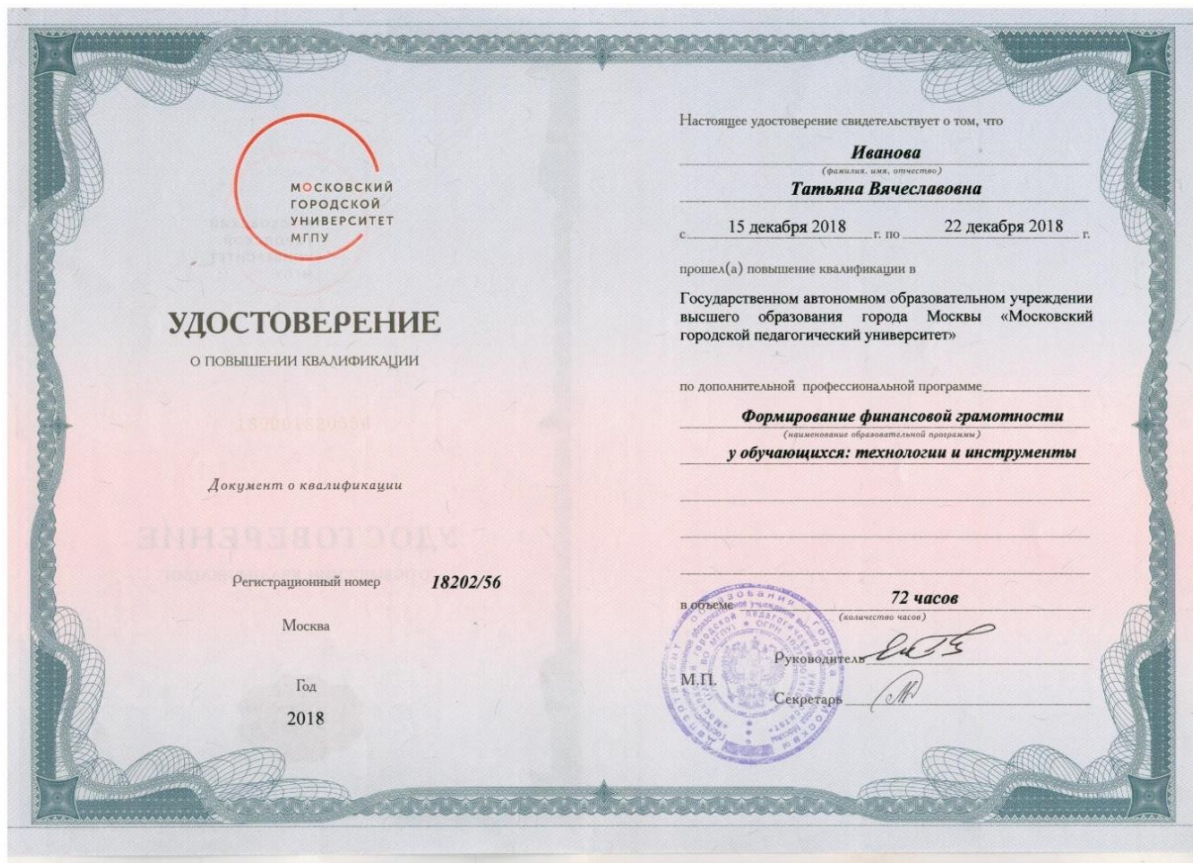 МОСКОВСКИЙ
ГОРОДСКОЙ
УНИВЕРСИТЕТ
МГПУ
УДОСТОВЕРЕНИЕ
О ПОВЫШЕНИИ КВАЛИФИКАЦИИ
Документ о квалификации
Регистрационный номер 18202/56
Москва
Год
2018
Настоящее удостоверение свидетельствует о том, что
Иванова
(фамилия, имя, отчество)
Татьяна Вячеславовна
с 15 декабря 2018 г. по 22 декабря 2018 г.
прошел(а) повышение квалификации в
Государственном автономном образовательном учреждении
высшего образования города Москвы «Московский
городской педагогический университет»
по дополнительной профессиональной программе
Формирование финансовой грамотности
(наименование образовательной программы)
у обучающихся: технологии и инструменты
в объеме 72 часов
(количество часов)
Руководитель
М.П.
Секретарь